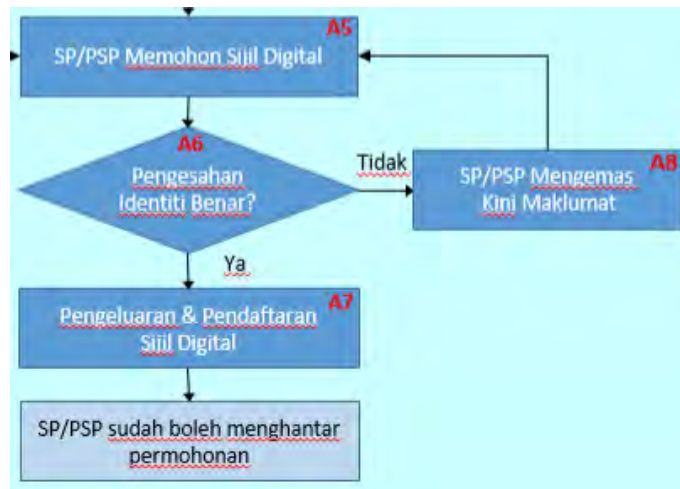 A5
SP/PSP Memohon Sijil Digital
A6
Pengesahan
Identiti Benar?
Tidak
A8
SP/PSP Mengemas
Kini Maklumat
Ya
A7
Pengeluaran & Pendaftaran
Sijil Digital
SP/PSP sudah boleh menghantar
permohonan